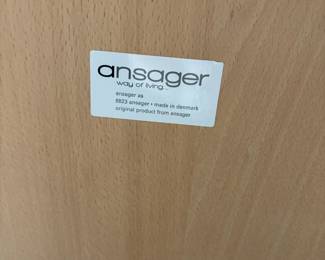 ansager
way of living
ansager as
6823 ansager • made in denmark
original product from ansager